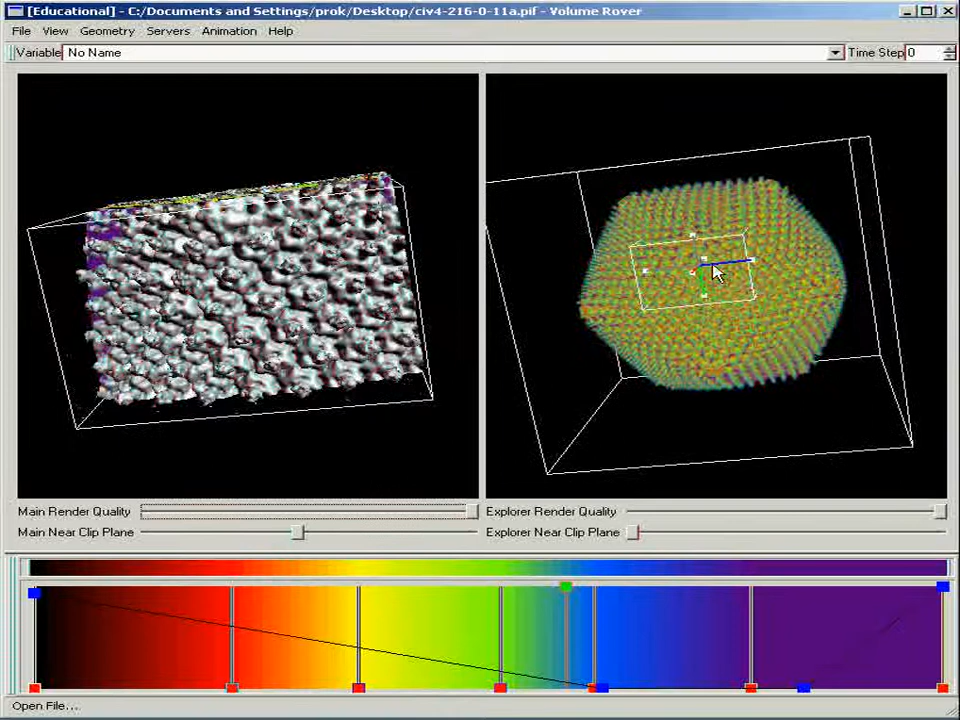 [Educational] - C:/Documents and Settings/prok/Desktop/civ4-216-0-11a.pif - Volume Rover
File View Geometry Servers Animation Help
Variable No Name Time Step 0
Main Render Quality Explorer Render Quality
Main Near Clip Plane Explorer Near Clip Plane
Open File...